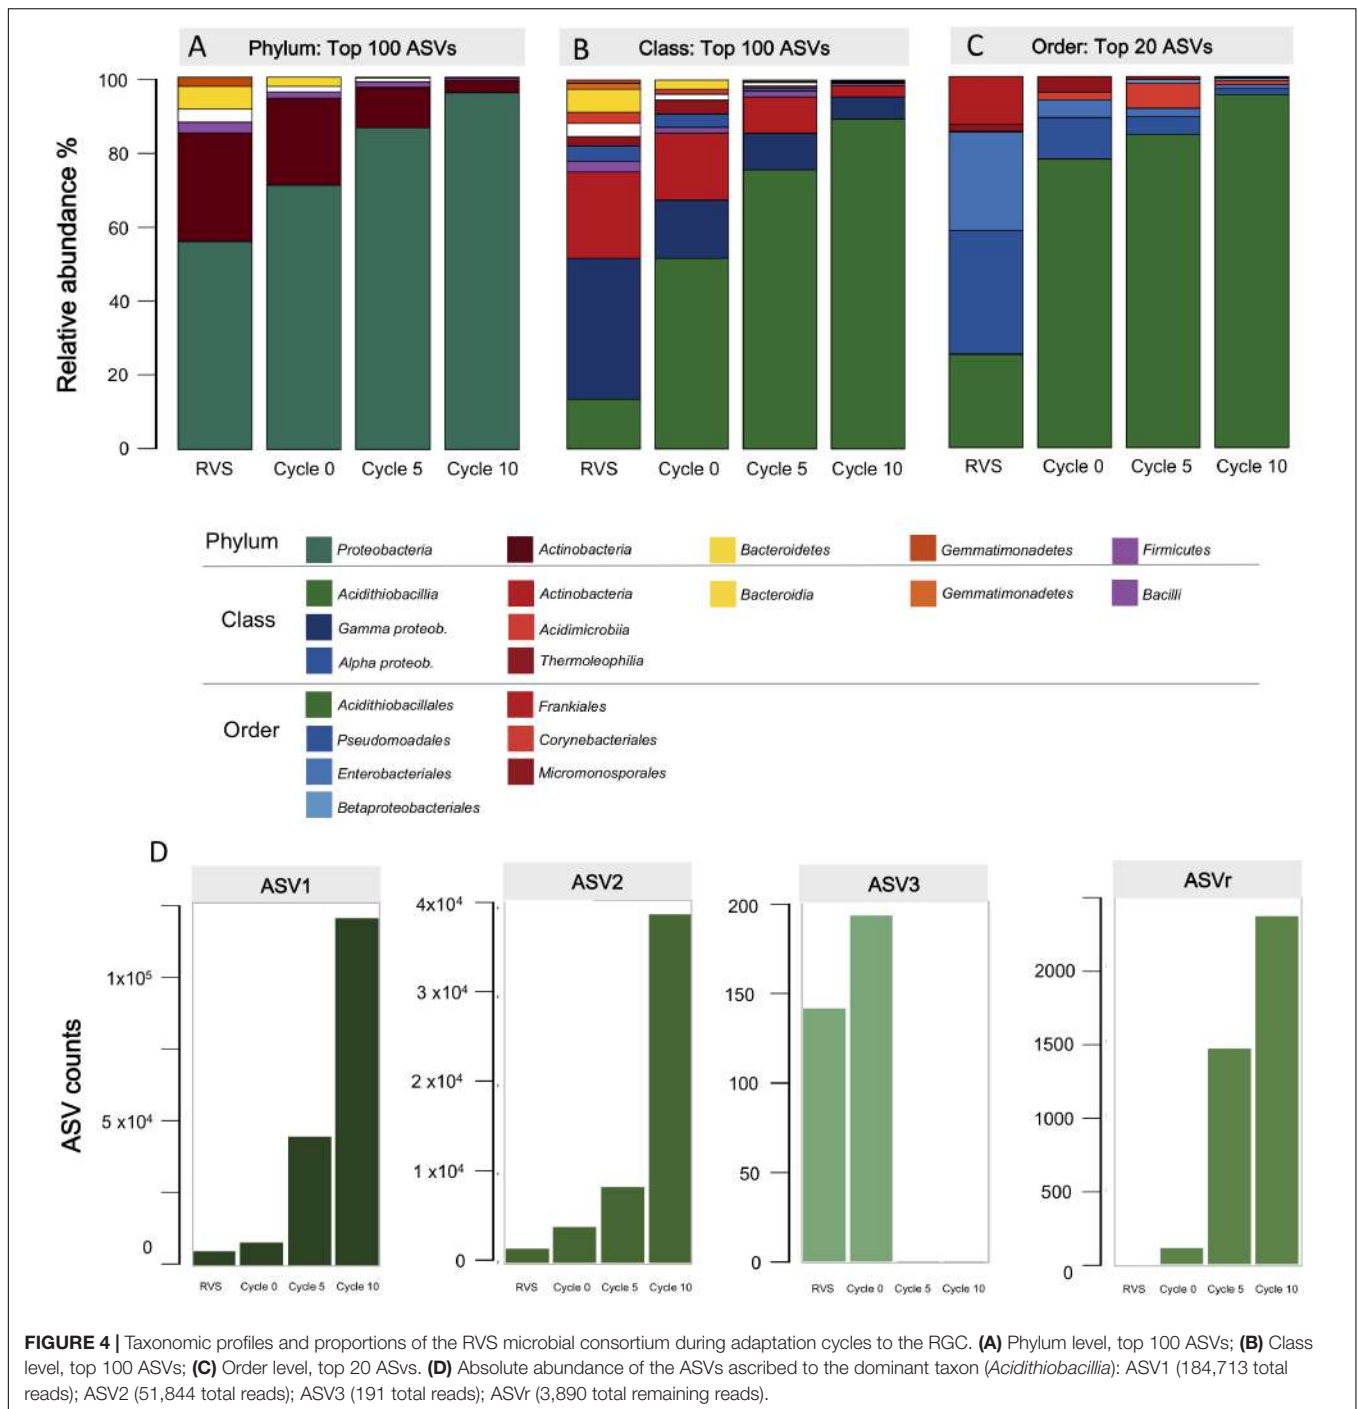 A Phylum: Top 100 ASVs
B Class: Top 100 ASVs
C Order: Top 20 ASVs
Relative abundance %
100
80
60
40
20
0
RVS Cycle 0 Cycle 5 Cycle 10
RVS Cycle 0 Cycle 5 Cycle 10
RVS Cycle 0 Cycle 5 Cycle 10
Phylum Proteobacteria Actinobacteria Bacteroidetes Gemmatimonadetes Firmicutes
Class
Acidithiobacillia Actinobacteria Bacteroidia Gemmatimonadetes Bacilli
Gamma proteob. Acidimicrobiia
Alpha proteob. Thermoleophilia
Order
Acidithiobacillales Frankiales
Pseudomoadales Corynebacteriales
Enterobacteriales Micromonosporales
Betaproteobacteriales
D
ASV counts
ASV1
1x10⁵
5 x10⁴
0
RVS Cycle 0 Cycle 5 Cycle 10
ASV2
4x10⁴
3 x10⁴
2 x10⁴
1 x10⁴
0
RVS Cycle 0 Cycle 5 Cycle 10
ASV3
200
150
100
50
0
RVS Cycle 0 Cycle 5 Cycle 10
ASVr
2000
1500
1000
500
0
RVS Cycle 0 Cycle 5 Cycle 10
FIGURE 4 | Taxonomic profiles and proportions of the RVS microbial consortium during adaptation cycles to the RGC. (A) Phylum level, top 100 ASVs; (B) Class
level, top 100 ASVs; (C) Order level, top 20 ASvs. (D) Absolute abundance of the ASVs ascribed to the dominant taxon (Acidithiobacillia): ASV1 (184,713 total
reads); ASV2 (51,844 total reads); ASV3 (191 total reads); ASVr (3,890 total remaining reads).